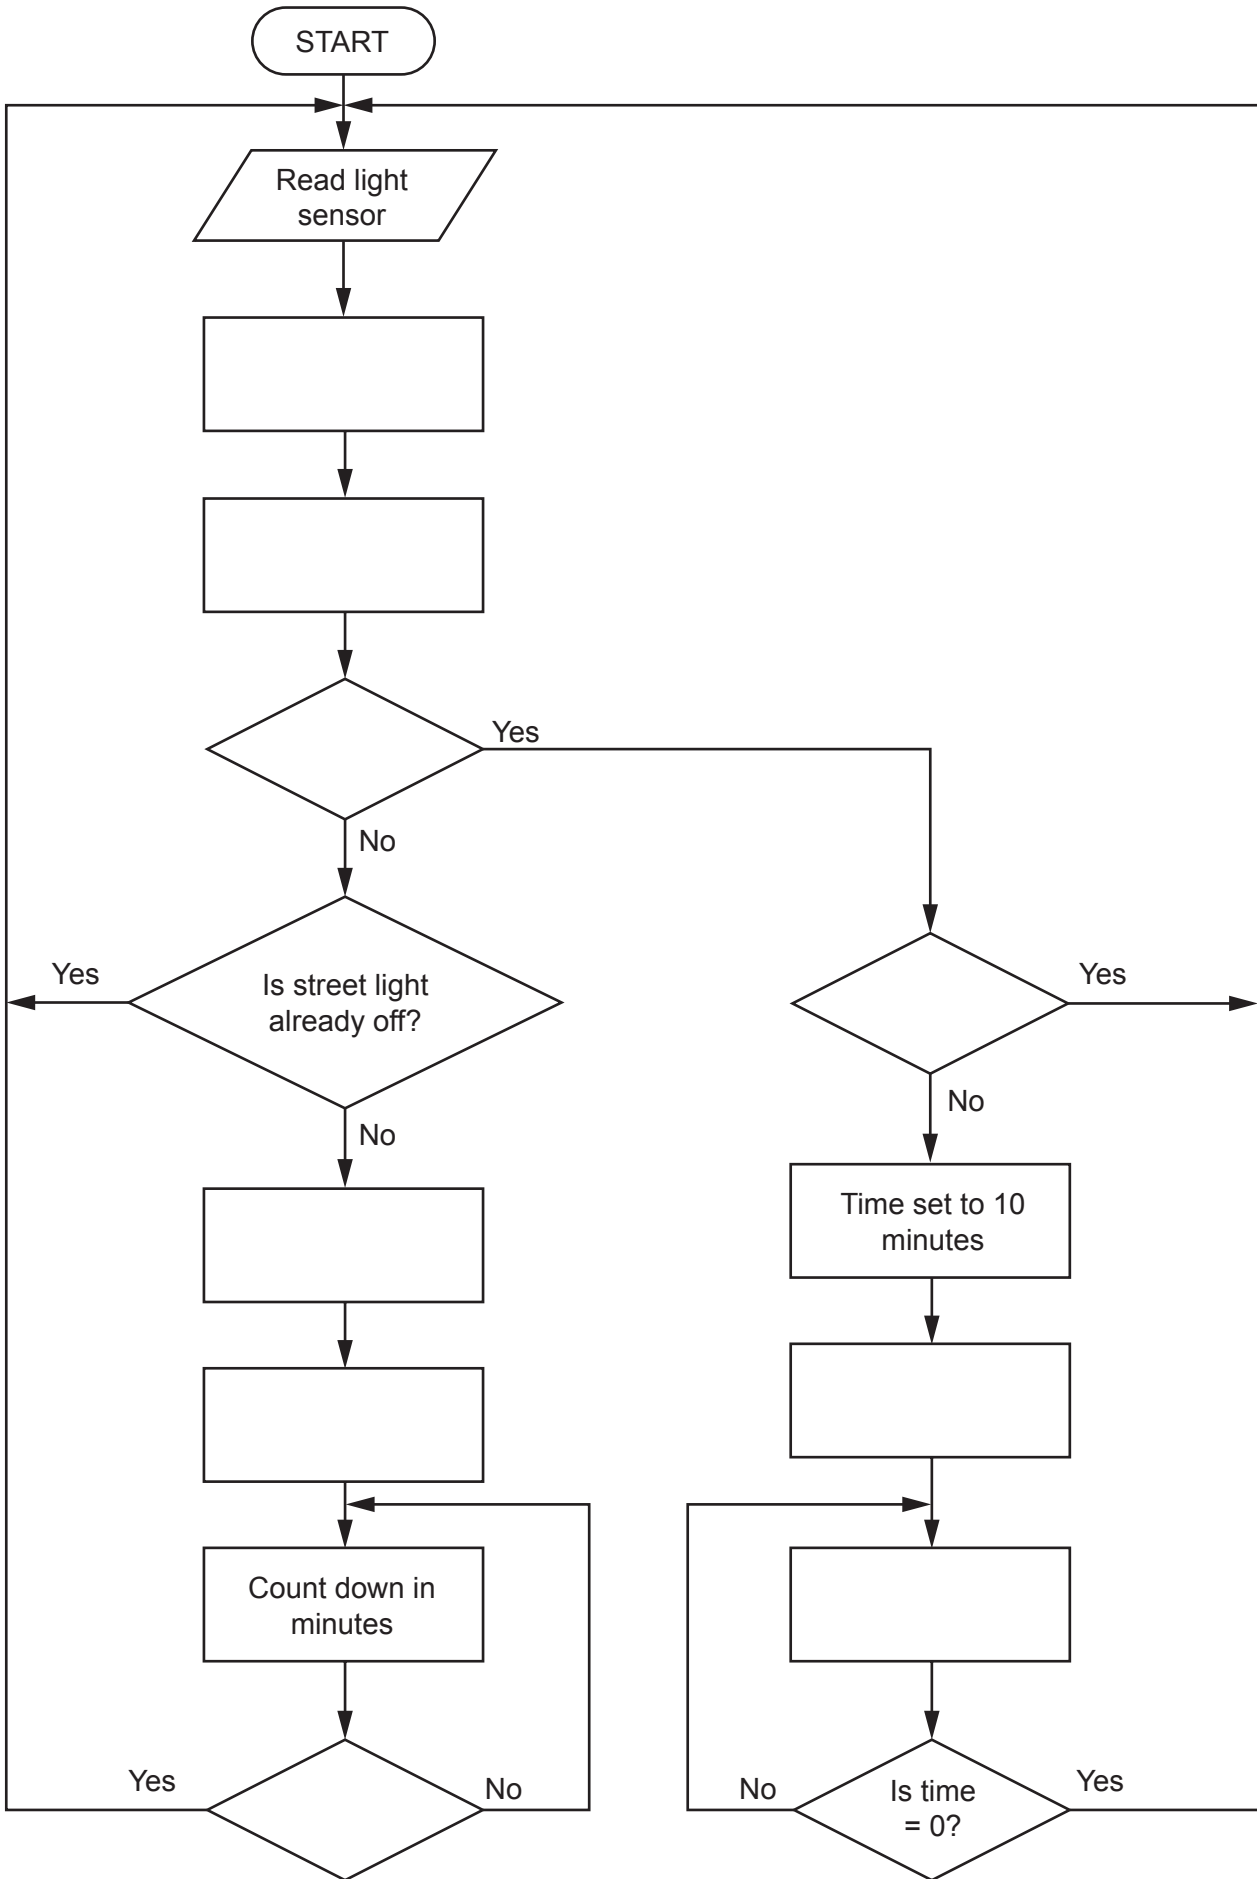 START
Read light
sensor
Yes
No
Yes
Is street light
already off?
Yes
No
No
Time set to 10
minutes
Count down in
minutes
Yes
No
No
Is time
= 0?
Yes